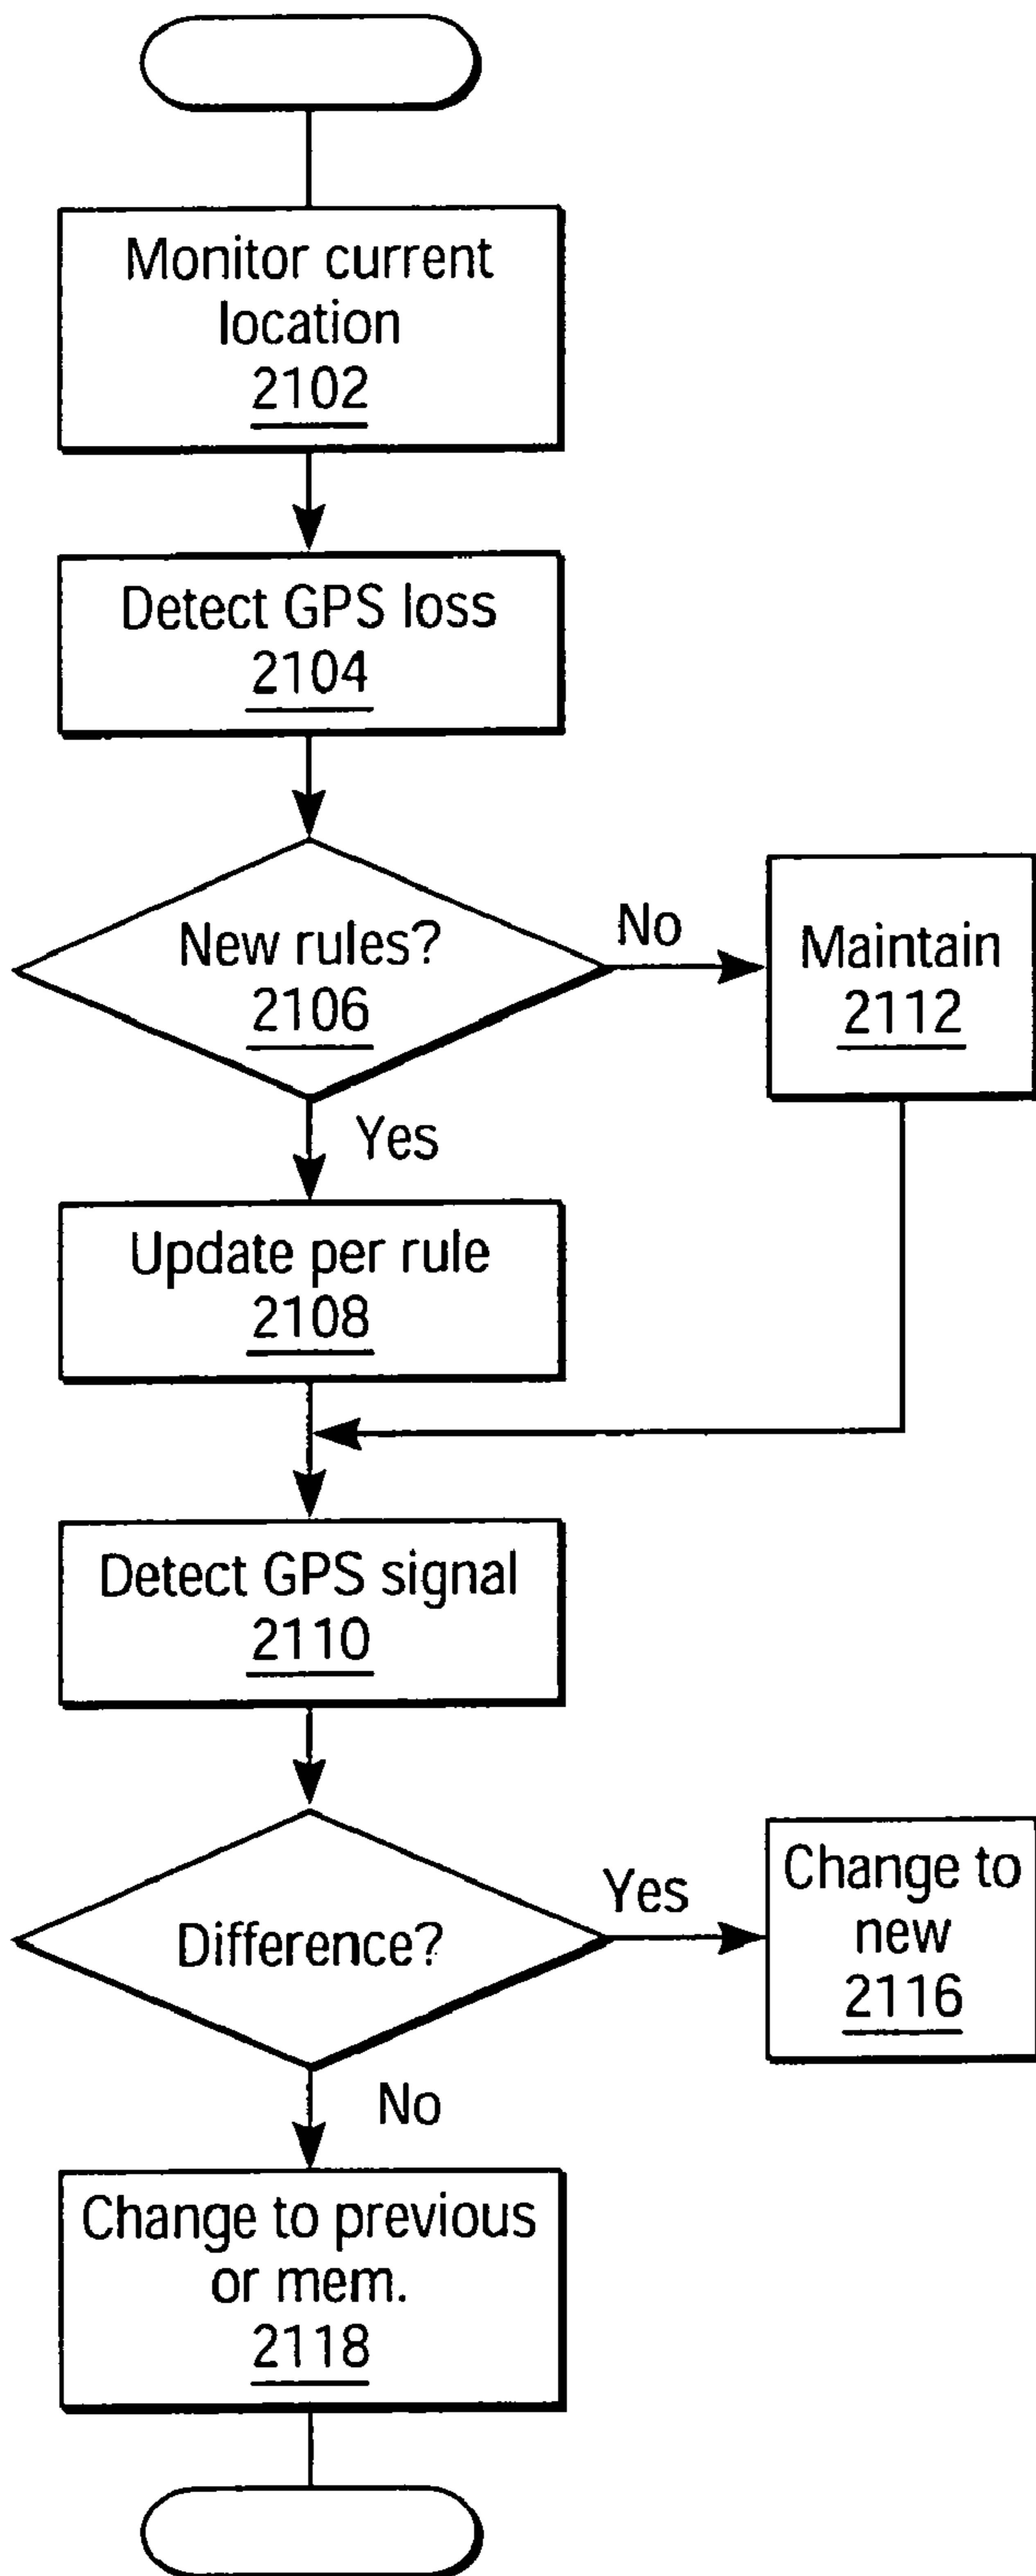 Monitor current
location
2102
Detect GPS loss
2104
New rules?
2106
No
Maintain
2112
Yes
Update per rule
2108
Detect GPS signal
2110
Difference?
Yes
Change to
new
2116
No
Change to previous
or mem.
2118